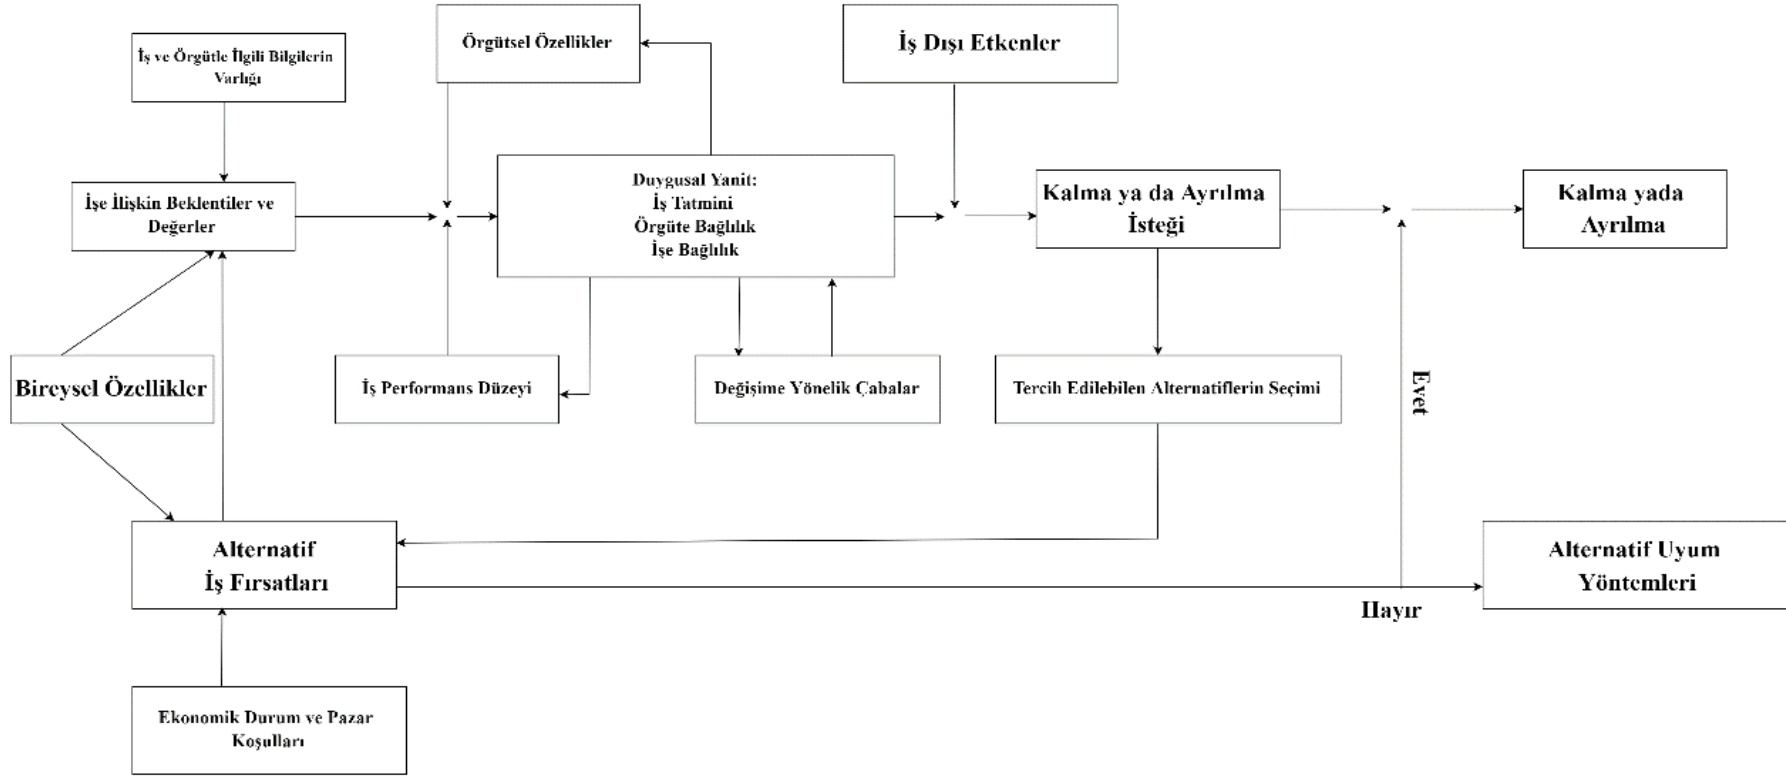 İş ve Örgütle İlgili Bilgilerin
Varlığı
Örgütsel Özellikler
İş Dışı Etkenler
İşe İlişkin Beklentiler ve
Değerler
Duygusal Yanit:
İş Tatmini
Örgüte Bağlılık
İşe Bağlılık
Kalma ya da Ayrılma
İsteği
Kalma yada
Ayrılma
Bireysel Özellikler
İş Performans Düzeyi
Değişime Yönelik Çabalar
Tercih Edilebilen Alternatiflerin Seçimi
Evet
Alternatif
İş Fırsatları
Alternatif Uyum
Yöntemleri
Hayır
Ekonomik Durum ve Pazar
Koşulları